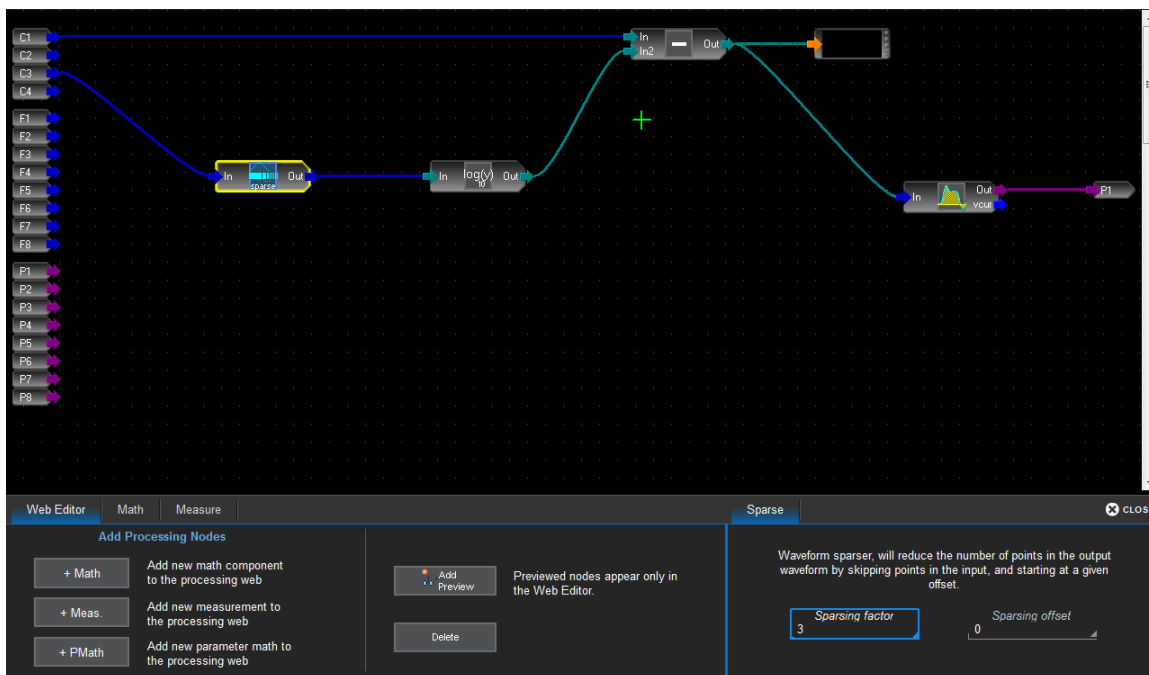 C1
C2
C3
C4
F1
F2
F3
F4
F5
F6
F7
F8
P1
P2
P3
P4
P5
P6
P7
P8
In
In2
Out
In
sparse
Out
In
log(y)
10
Out
In
Out
vcur
P1
Web Editor Math Measure
Add Processing Nodes
+ Math
Add new math component
to the processing web
+ Meas.
Add new measurement to
the processing web
+ PMath
Add new parameter math to
the processing web
Add
Preview
Previewed nodes appear only in
the Web Editor.
Delete
Sparse
CLOS
Waveform sparser, will reduce the number of points in the output
waveform by skipping points in the input, and starting at a given
offset.
Sparsing factor
3
Sparsing offset
0